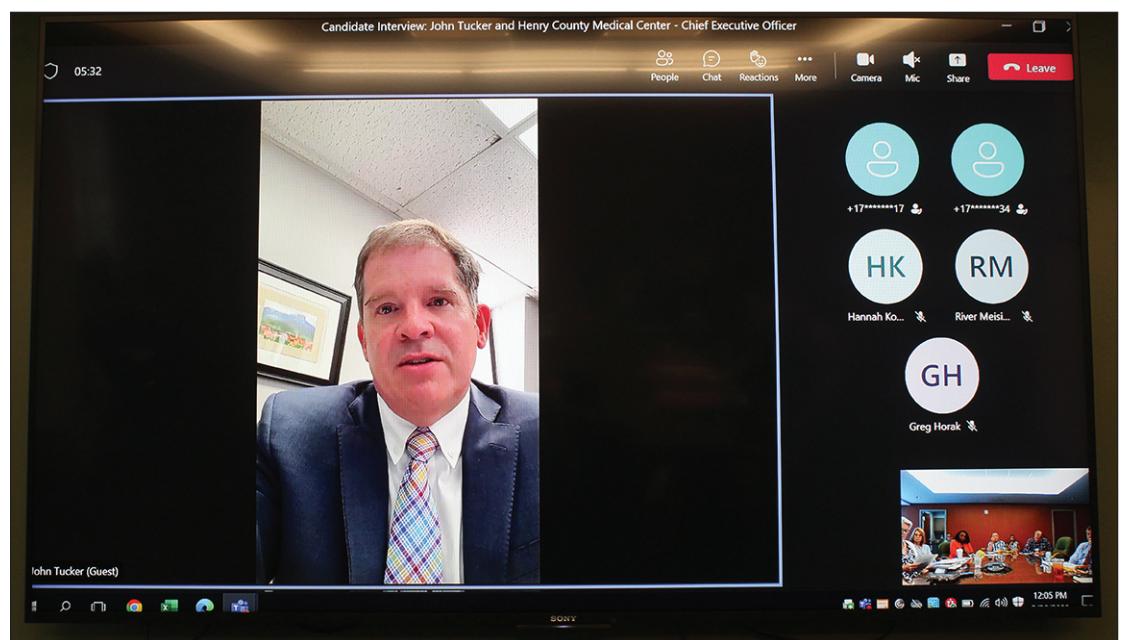 Candidate Interview: John Tucker and Henry County Medical Center - Chief Executive Officer
05:32
People Chat Reactions More Camera Mic Share Leave
+17*******17 +17*******34
HK RM
Hannah Ko... River Meisi...
GH
Greg Horak
John Tucker (Guest)
12:05 PM
SONY